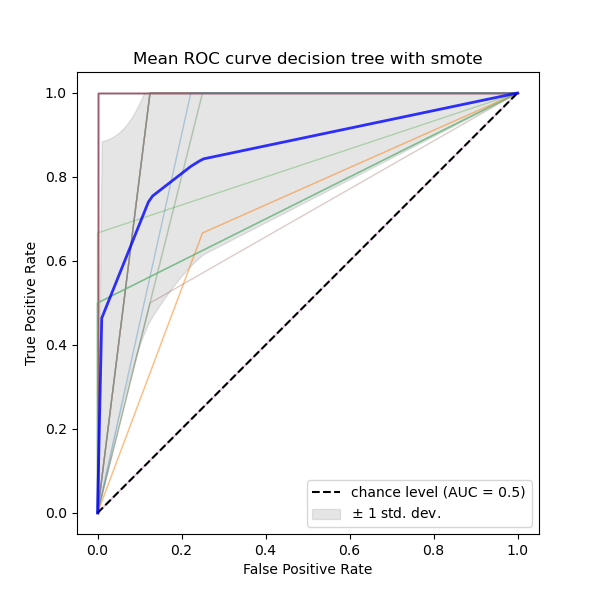 Mean ROC curve decision tree with smote
1.0
0.8
0.6
0.4
0.2
0.0
True Positive Rate
chance level (AUC = 0.5)
± 1 std. dev.
0.0 0.2 0.4 0.6 0.8 1.0
False Positive Rate